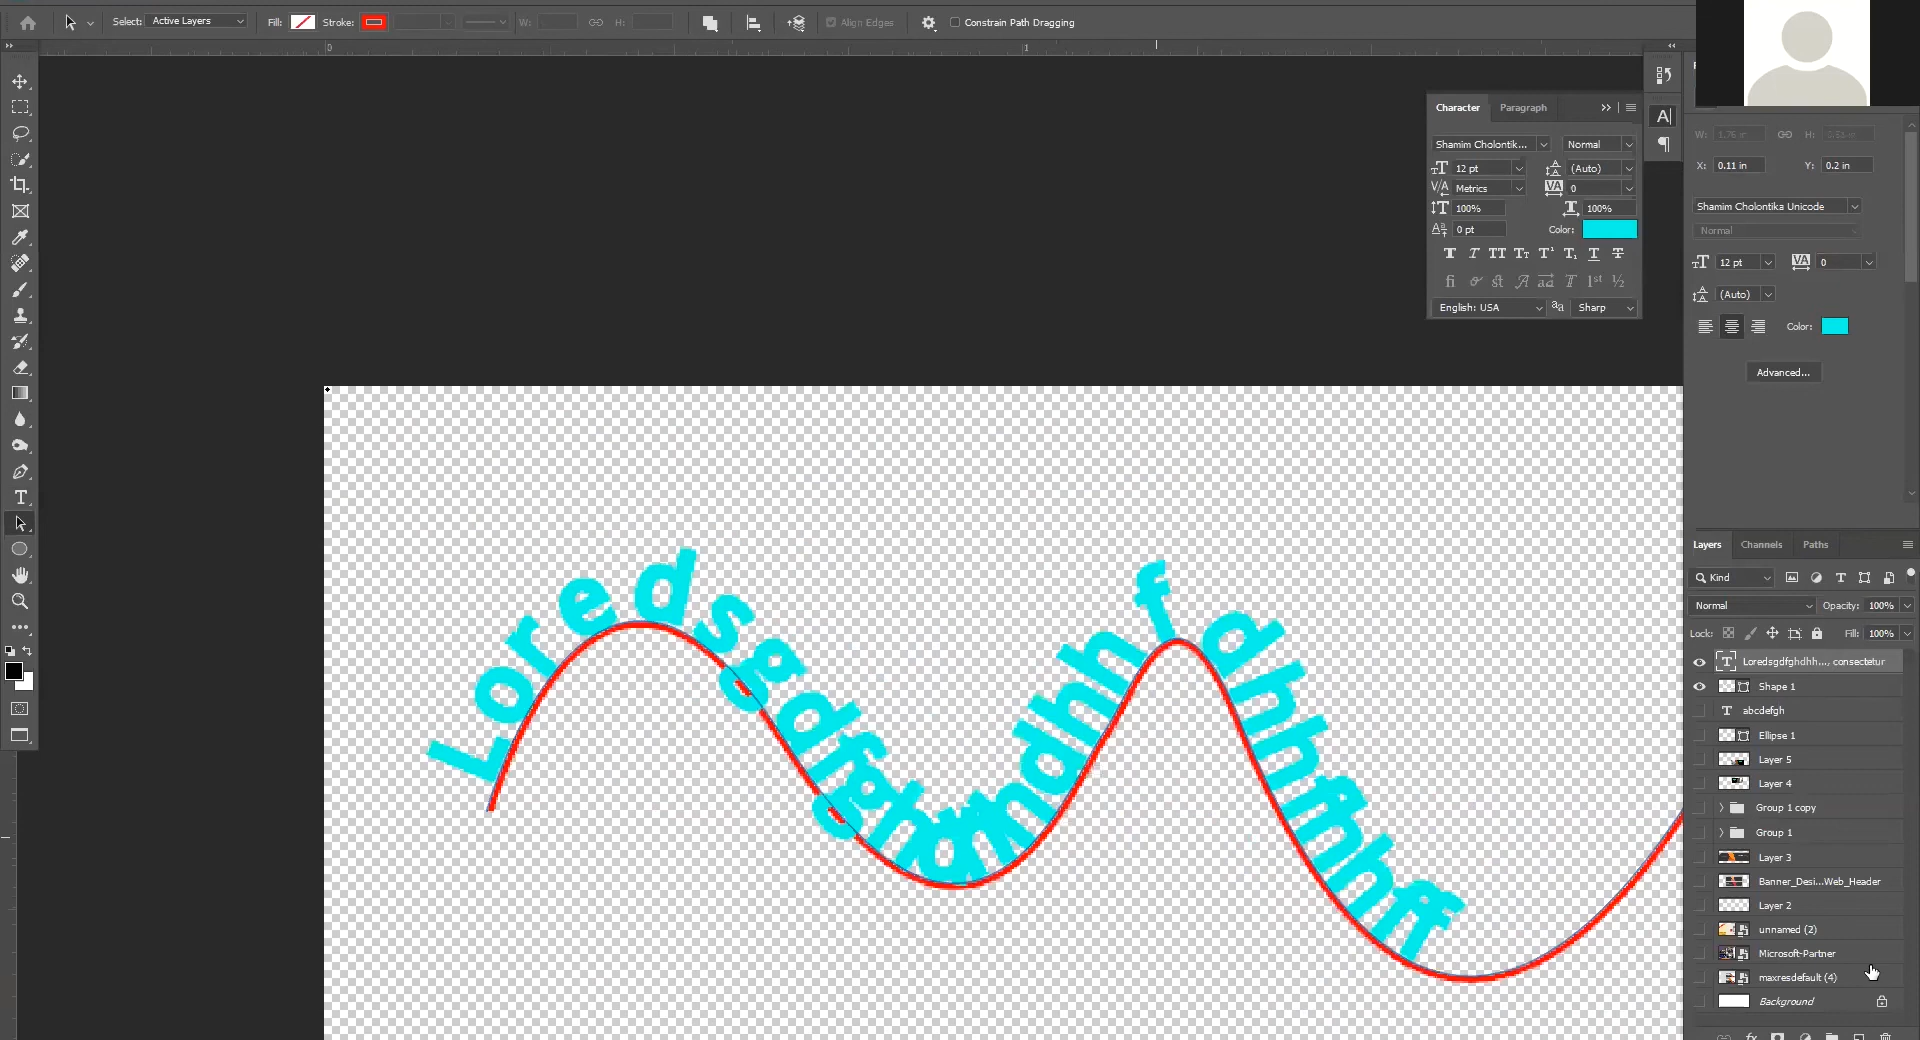 Select: Active Layers Fill: Stroke: W: H: Align Edges Constrain Path Dragging
0 1
Character Paragraph
Shamim Cholontik... Normal
12 pt (Auto)
Metrics 0
100% 100%
0 pt Color:
English: USA Sharp
W: H:
X: 0.11 in Y: 0.2 in
Shamim Cholontika Unicode
Normal
12 pt 0
(Auto)
Color:
Advanced...
Layers Channels Paths
Kind
Normal Opacity: 100%
Lock: Fill: 100%
Loredsgdfghdhh..., consectetur
Shape 1
abcdefgh
Ellipse 1
Layer 5
Layer 4
Group 1 copy
Group 1
Layer 3
Banner_Desi...Web_Header
Layer 2
unnamed (2)
Microsoft-Partner
maxresdefault (4)
Background